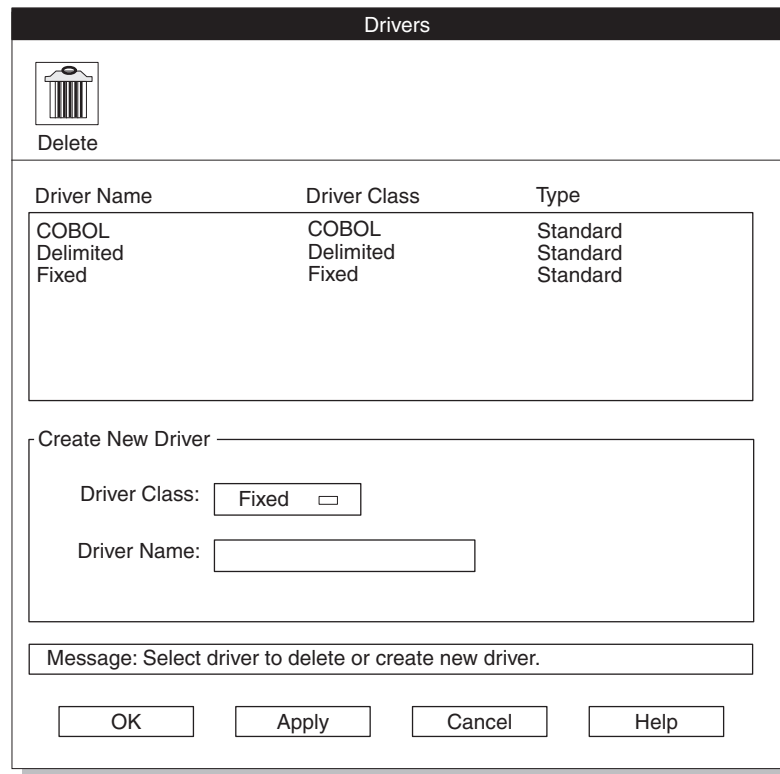 Drivers
Delete
Driver Name Driver Class Type
COBOL COBOL Standard
Delimited Delimited Standard
Fixed Fixed Standard
Create New Driver
Driver Class: Fixed
Driver Name:
Message: Select driver to delete or create new driver.
OK Apply Cancel Help